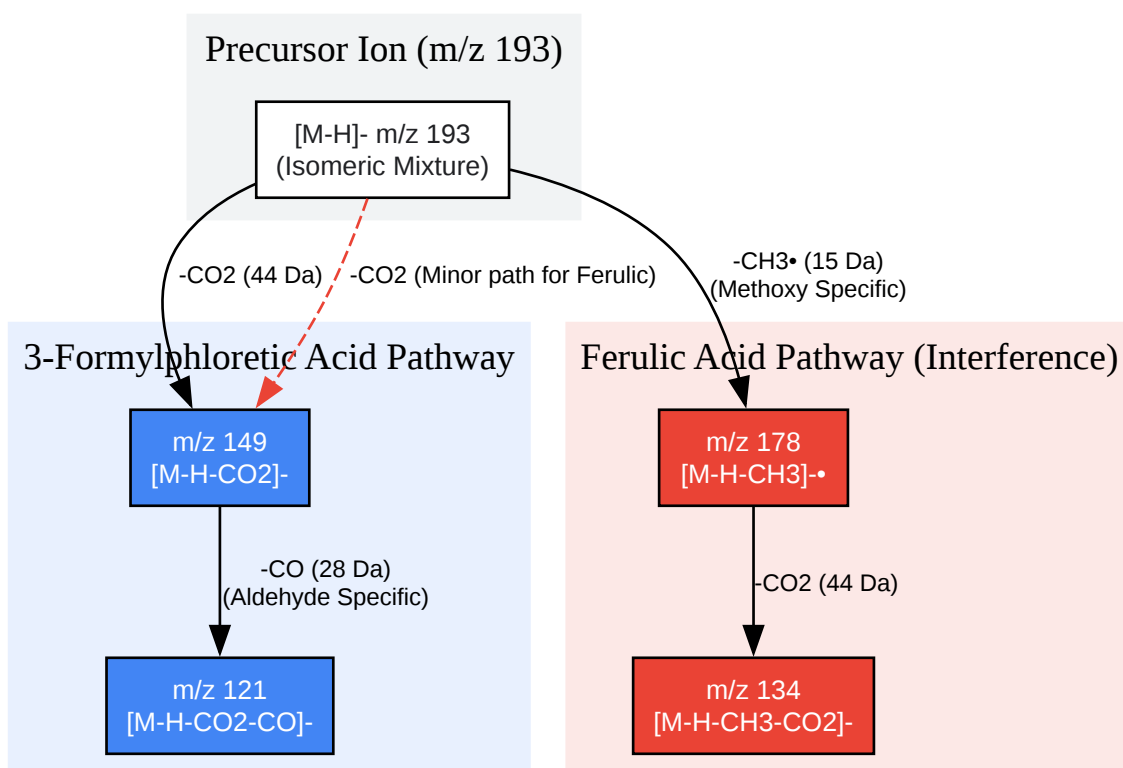 Precursor Ion (m/z 193)
[M-H]- m/z 193
(Isomeric Mixture)
-CO2 (44 Da)
-CO2 (Minor path for Ferulic)
-CH3• (15 Da)
(Methoxy Specific)
3-Formylphloretic Acid Pathway
Ferulic Acid Pathway (Interference)
m/z 149
[M-H-CO2]-
m/z 178
[M-H-CH3]-•
-CO (28 Da)
(Aldehyde Specific)
-CO2 (44 Da)
m/z 121
[M-H-CO2-CO]-
m/z 134
[M-H-CH3-CO2]-